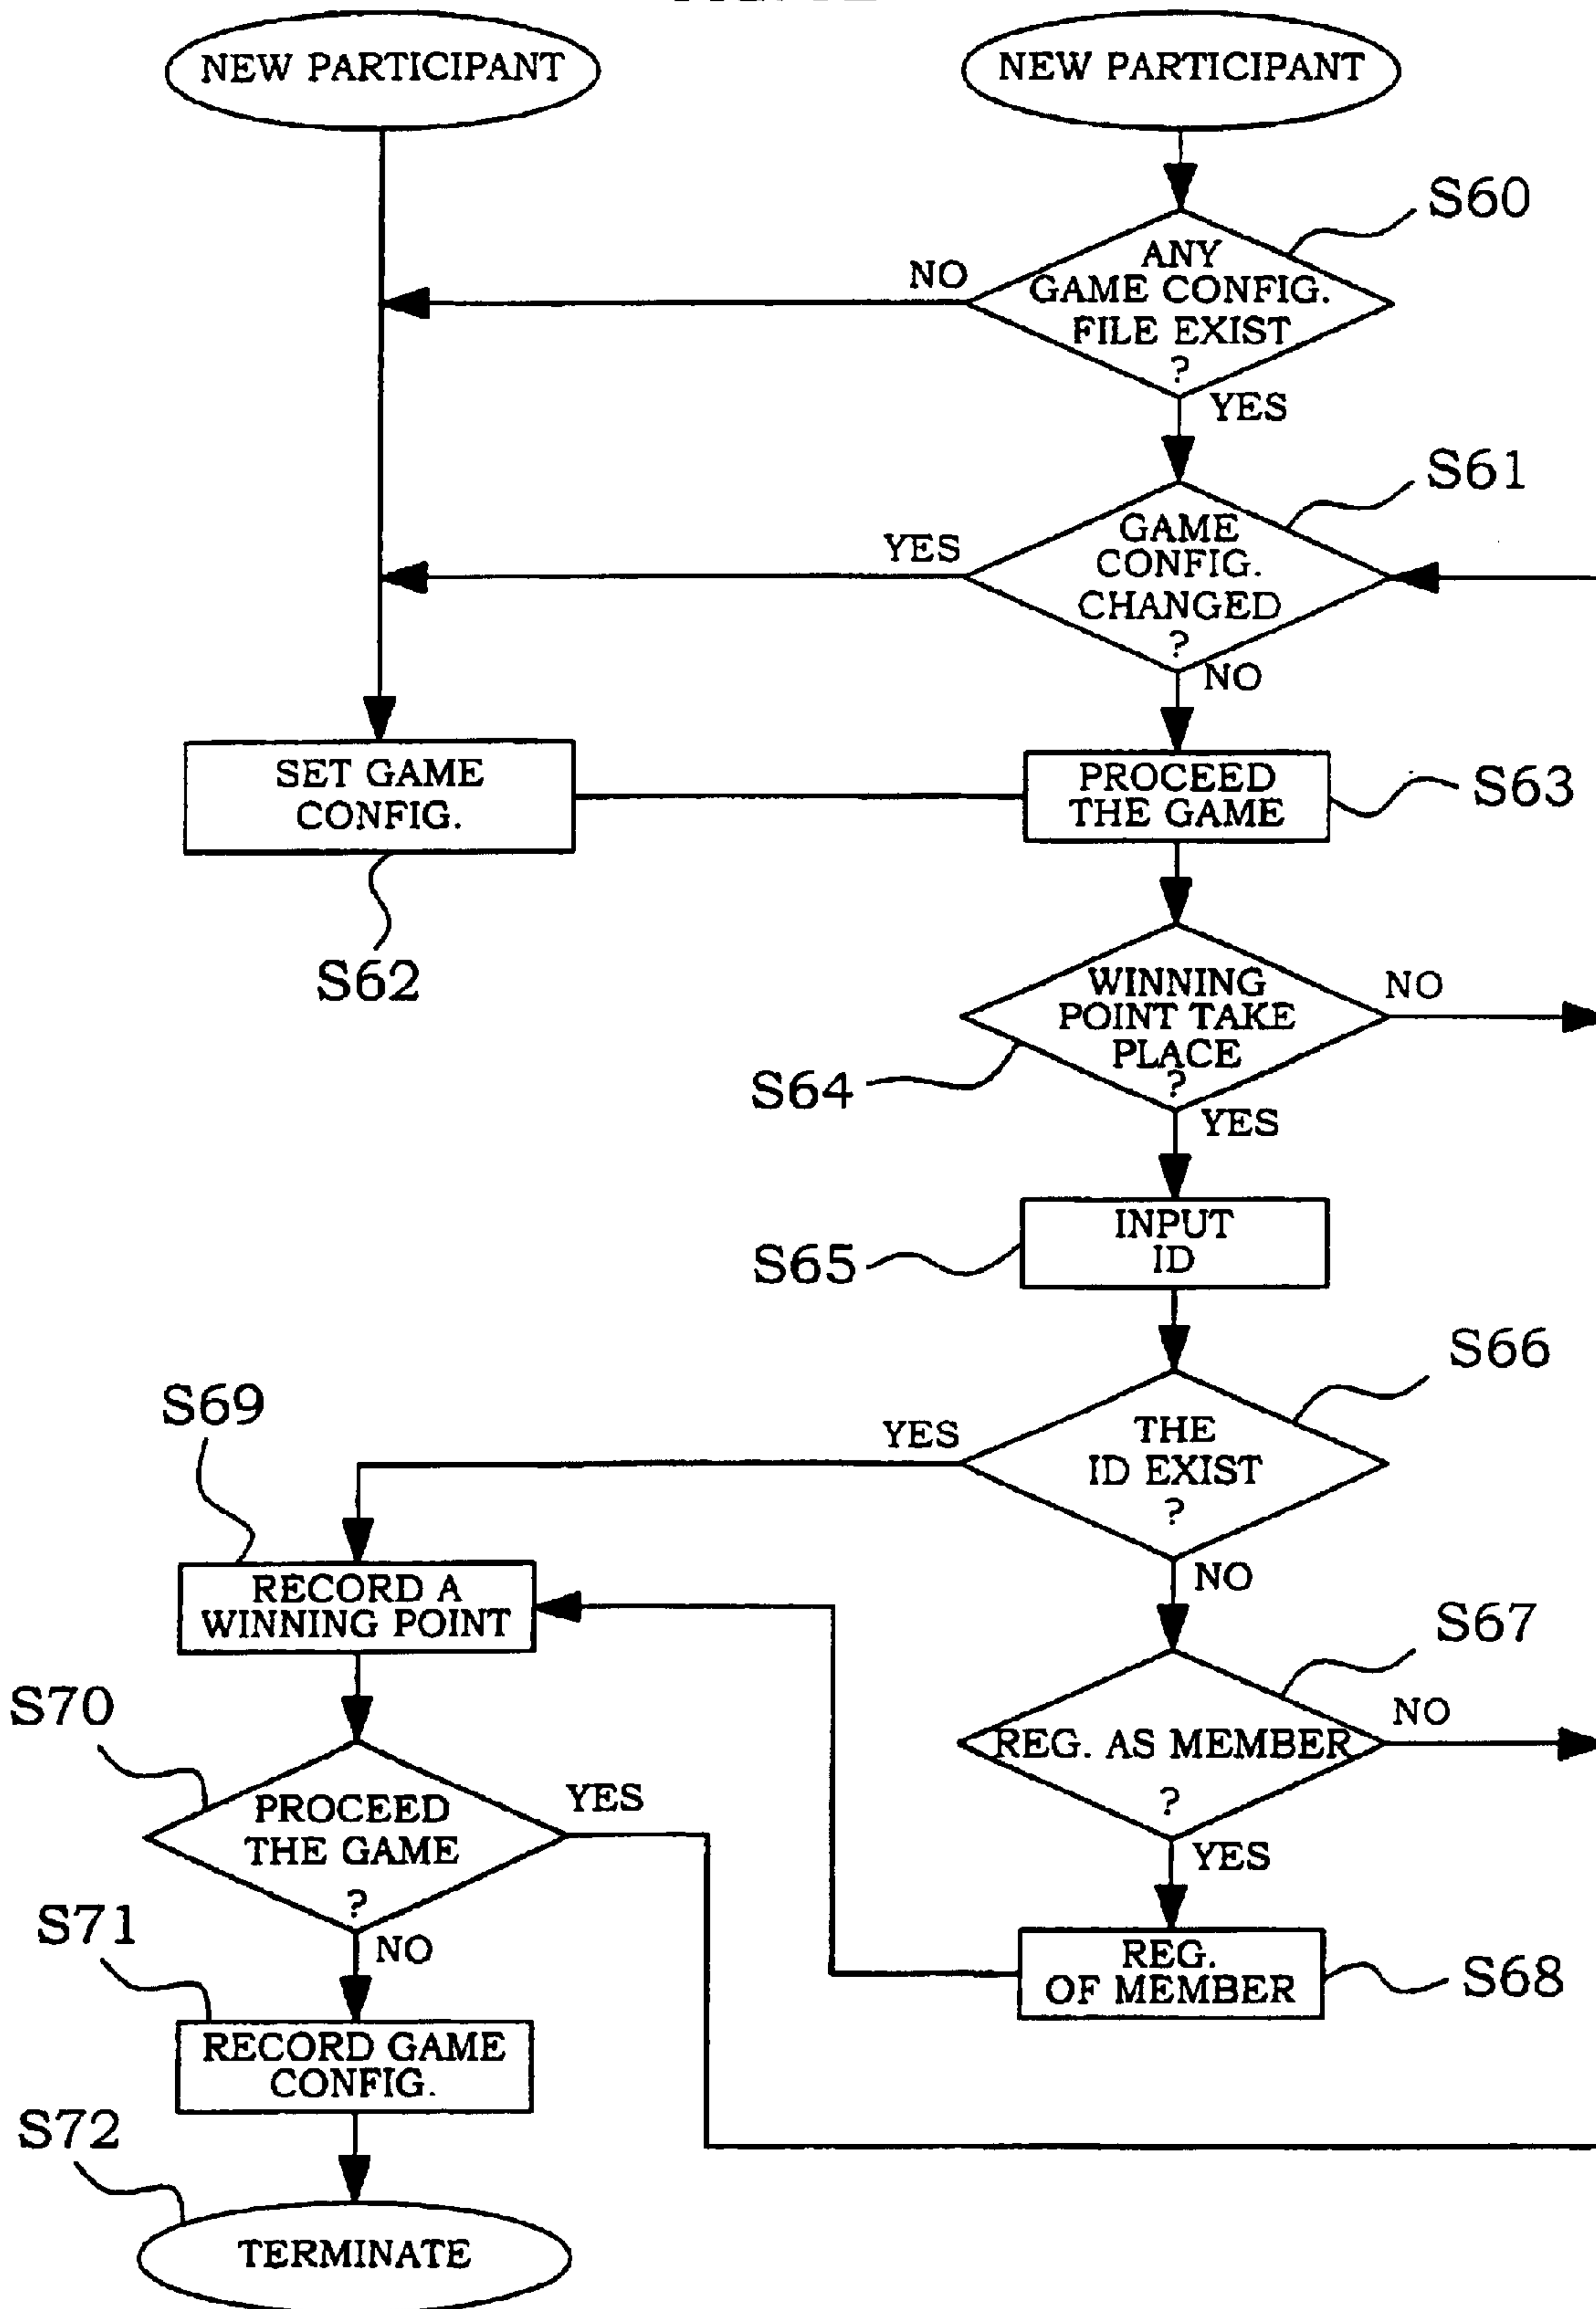 NEW PARTICIPANT
NEW PARTICIPANT
S60
ANY
GAME CONFIG.
FILE EXIST
?
NO
YES
S61
GAME
CONFIG.
CHANGED
?
YES
NO
SET GAME
CONFIG.
S62
PROCEED
THE GAME
S63
WINNING
POINT TAKE
PLACE
?
NO
S64
YES
INPUT
ID
S65
S66
THE
ID EXIST
?
YES
NO
S69
RECORD A
WINNING POINT
S67
REG. AS MEMBER
?
NO
YES
S70
PROCEED
THE GAME
?
YES
NO
REG.
OF MEMBER
S68
S71
RECORD GAME
CONFIG.
S72
TERMINATE